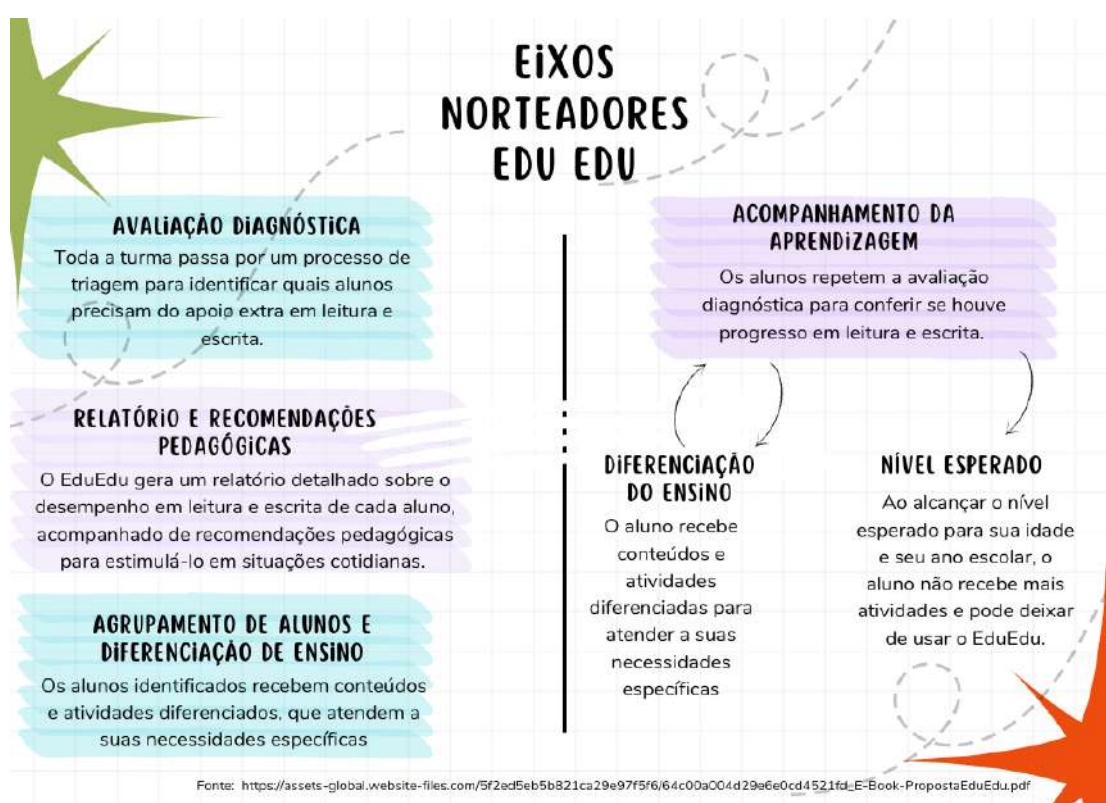 EiXOS
NORTEADORES
EDU EDU
AVALiAÇÃO DiAGNÓSTiCA
Toda a turma passa por um processo de
triagem para identificar quais alunos
precisam do apoio extra em leitura e
escrita.
RELATÓRiO E RECOMENDAÇÕES
PEDAGÓGiCAS
O EduEdu gera um relatório detalhado sobre o
desempenho em leitura e escrita de cada aluno,
acompanhado de recomendações pedagógicas
para estimulá-lo em situações cotidianas.
AGRUPAMENTO DE ALUNOS E
DiFERENCiAÇÃO DE ENSiNO
Os alunos identificados recebem conteúdos
e atividades diferenciados, que atendem a
suas necessidades específicas
ACOMPANHAMENTO DA
APRENDiZAGEM
Os alunos repetem a avaliação
diagnóstica para conferir se houve
progresso em leitura e escrita.
DiFERENCiAÇÃO
DO ENSiNO
O aluno recebe
conteúdos e
atividades
diferenciadas para
atender a suas
necessidades
específicas
NÍVEL ESPERADO
Ao alcançar o nível
esperado para sua idade
e seu ano escolar, o
aluno não recebe mais
atividades e pode deixar
de usar o EduEdu.
Fonte: https://assets-global.website-files.com/5f2ed5eb5b821ca29e97f5f6/64c00a004d29e6e0cd4521fd_E-Book-PropostaEduEdu.pdf